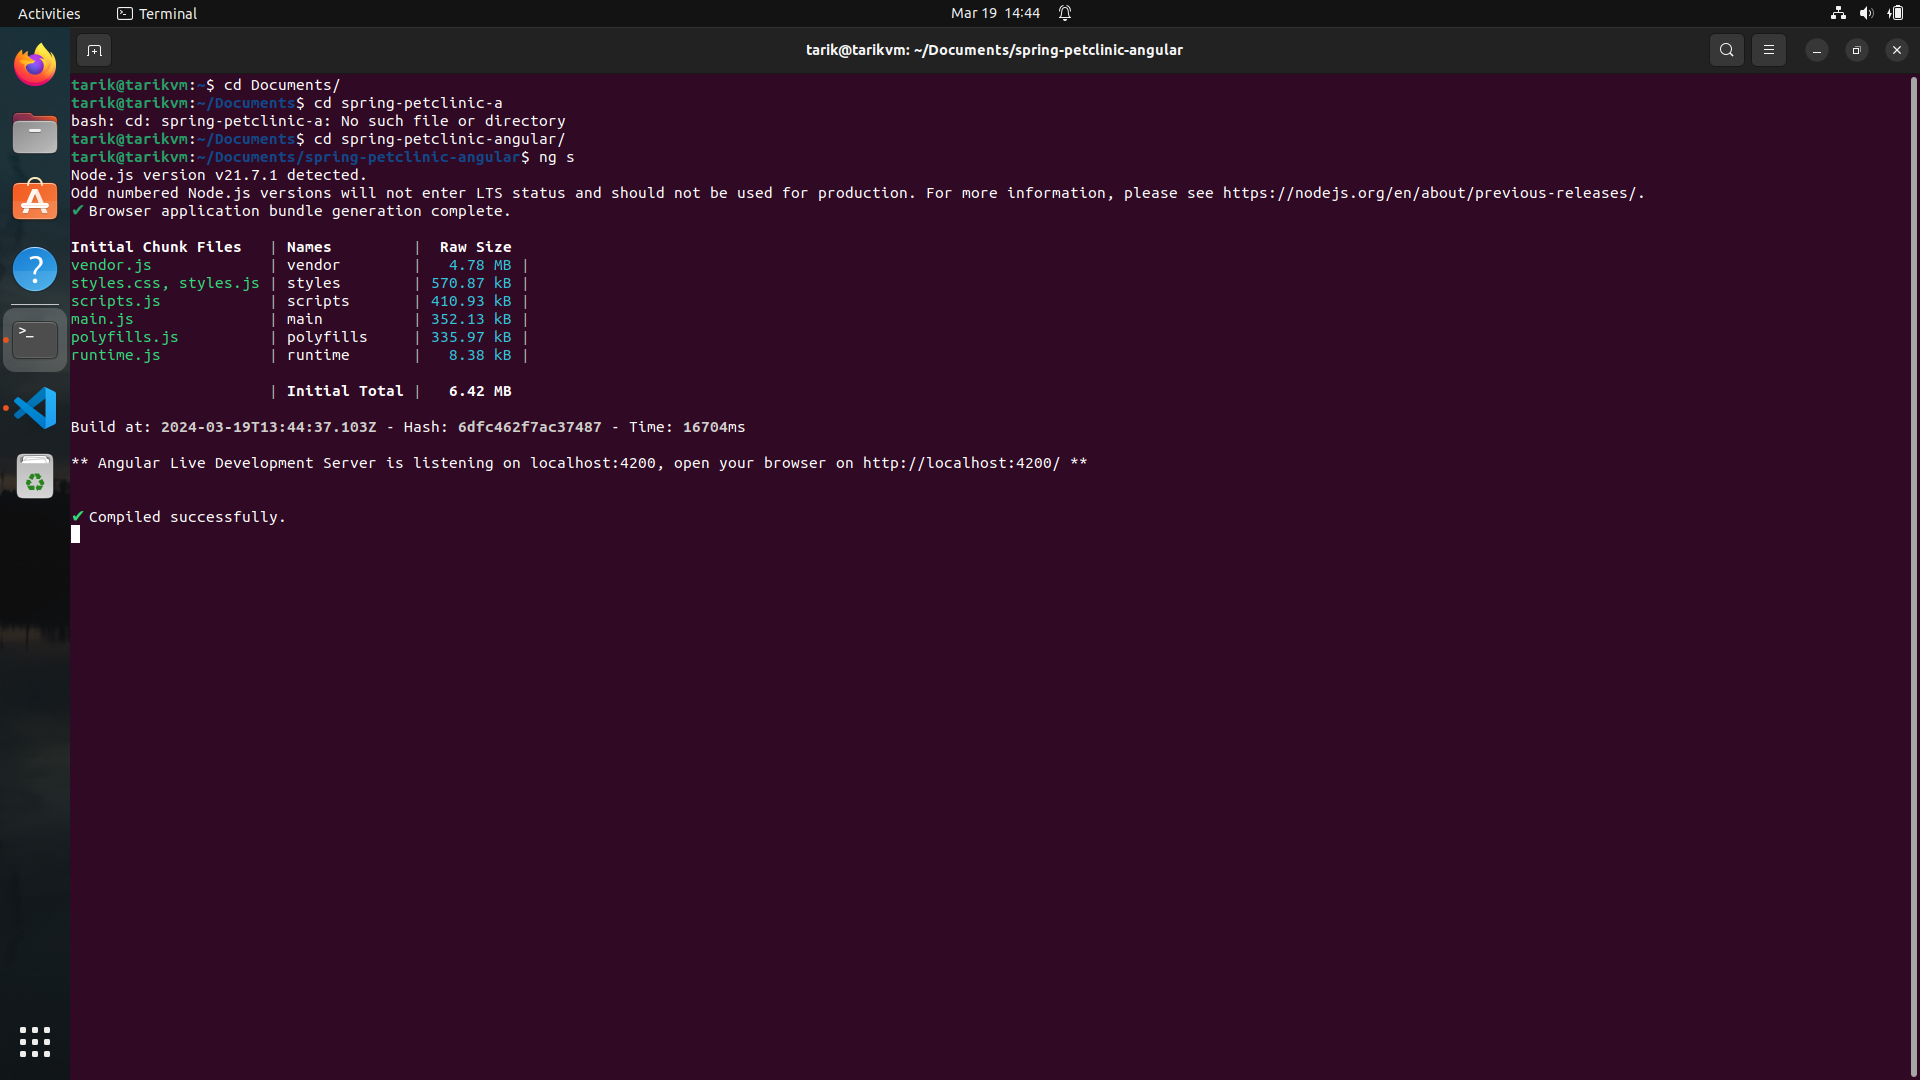 Activities
Terminal
Mar 19 14:44
tarik@tarikvm: ~/Documents/spring-petclinic-angular
tarik@tarikvm:~$ cd Documents/
tarik@tarikvm:~/Documents$ cd spring-petclinic-a
bash: cd: spring-petclinic-a: No such file or directory
tarik@tarikvm:~/Documents$ cd spring-petclinic-angular/
tarik@tarikvm:~/Documents/spring-petclinic-angular$ ng s
Node.js version v21.7.1 detected.
Odd numbered Node.js versions will not enter LTS status and should not be used for production. For more information, please see https://nodejs.org/en/about/previous-releases/.
✔ Browser application bundle generation complete.
Initial Chunk Files | Names | Raw Size
vendor.js | vendor | 4.78 MB |
styles.css, styles.js | styles | 570.87 kB |
scripts.js | scripts | 410.93 kB |
main.js | main | 352.13 kB |
polyfills.js | polyfills | 335.97 kB |
runtime.js | runtime | 8.38 kB |
| Initial Total | 6.42 MB
Build at: 2024-03-19T13:44:37.103Z - Hash: 6dfc462f7ac37487 - Time: 16704ms
** Angular Live Development Server is listening on localhost:4200, open your browser on http://localhost:4200/ **
✔ Compiled successfully.